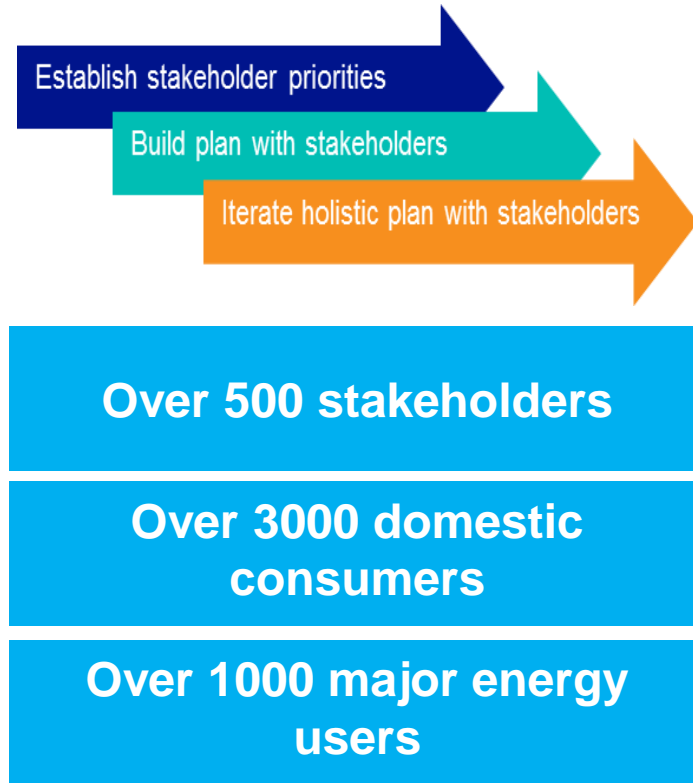 Establish stakeholder priorities
Build plan with stakeholders
Iterate holistic plan with stakeholders
Over 500 stakeholders
Over 3000 domestic
consumers
Over 1000 major energy
users